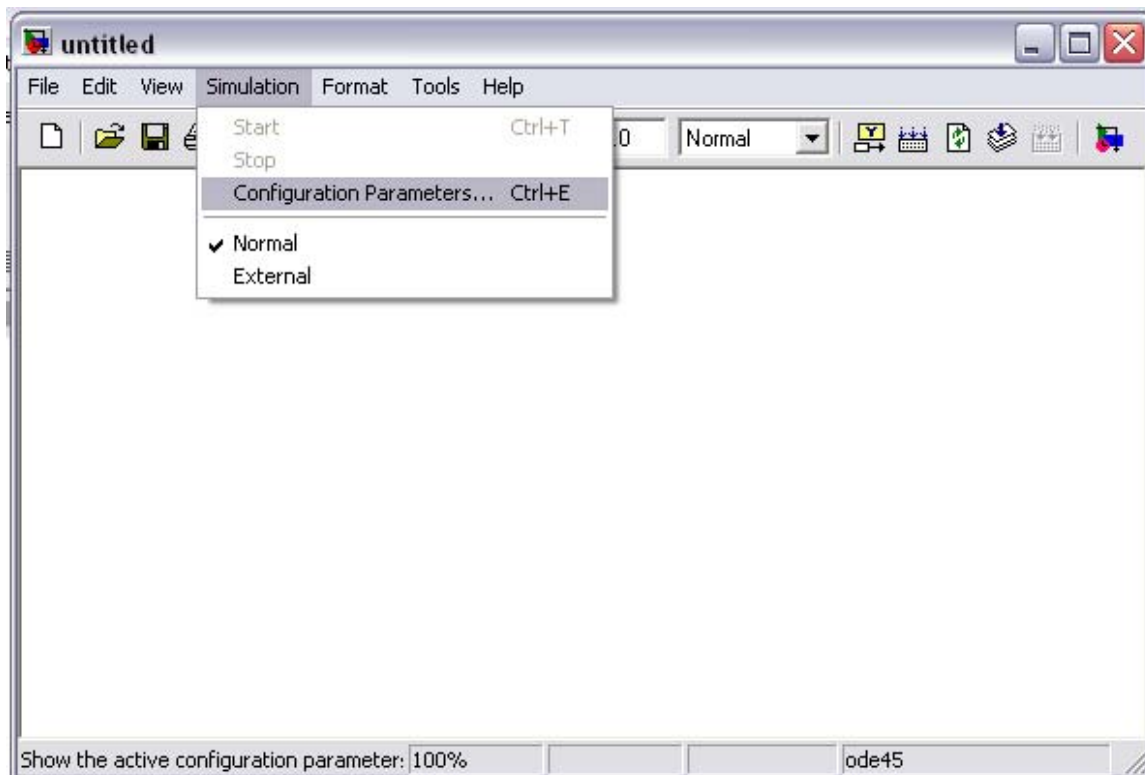 untitled
File Edit View Simulation Format Tools Help
Start Ctrl+T
Stop
Configuration Parameters... Ctrl+E
Normal
External
.0 Normal
Show the active configuration parameter: 100% ode45